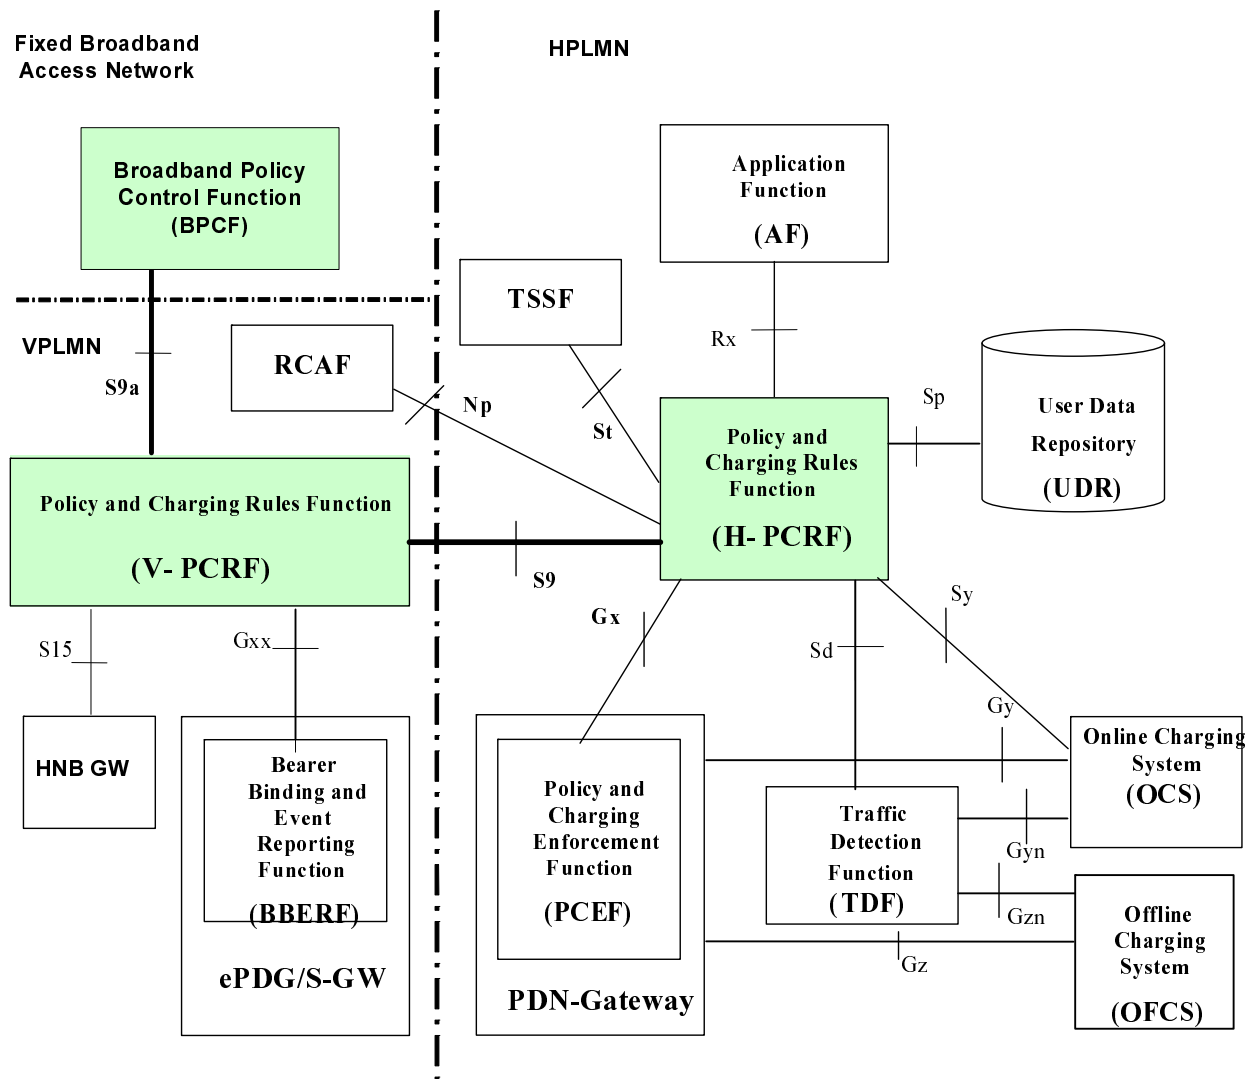 Fixed Broadband
Access Network
HPLMN
Broadband Policy
Control Function
(BPCF)
Application
Function
(AF)
TSSF
VPLMN
RCAF
S9a
Np
St
Rx
Sp
User Data
Repository
(UDR)
Policy and
Charging Rules
Function
(H- PCRF)
Policy and Charging Rules Function
(V- PCRF)
S9
S15
Gxx
Gx
Sd
Sy
Gy
HNB GW
Bearer
Binding and
Event
Reporting
Function
(BBERF)
ePDG/S-GW
Policy and
Charging
Enforcement
Function
(PCEF)
PDN-Gateway
Traffic
Detection
Function
(TDF)
Online Charging
System
(OCS)
Gyn
Gzn
Gz
Offline
Charging
System
(OFCS)